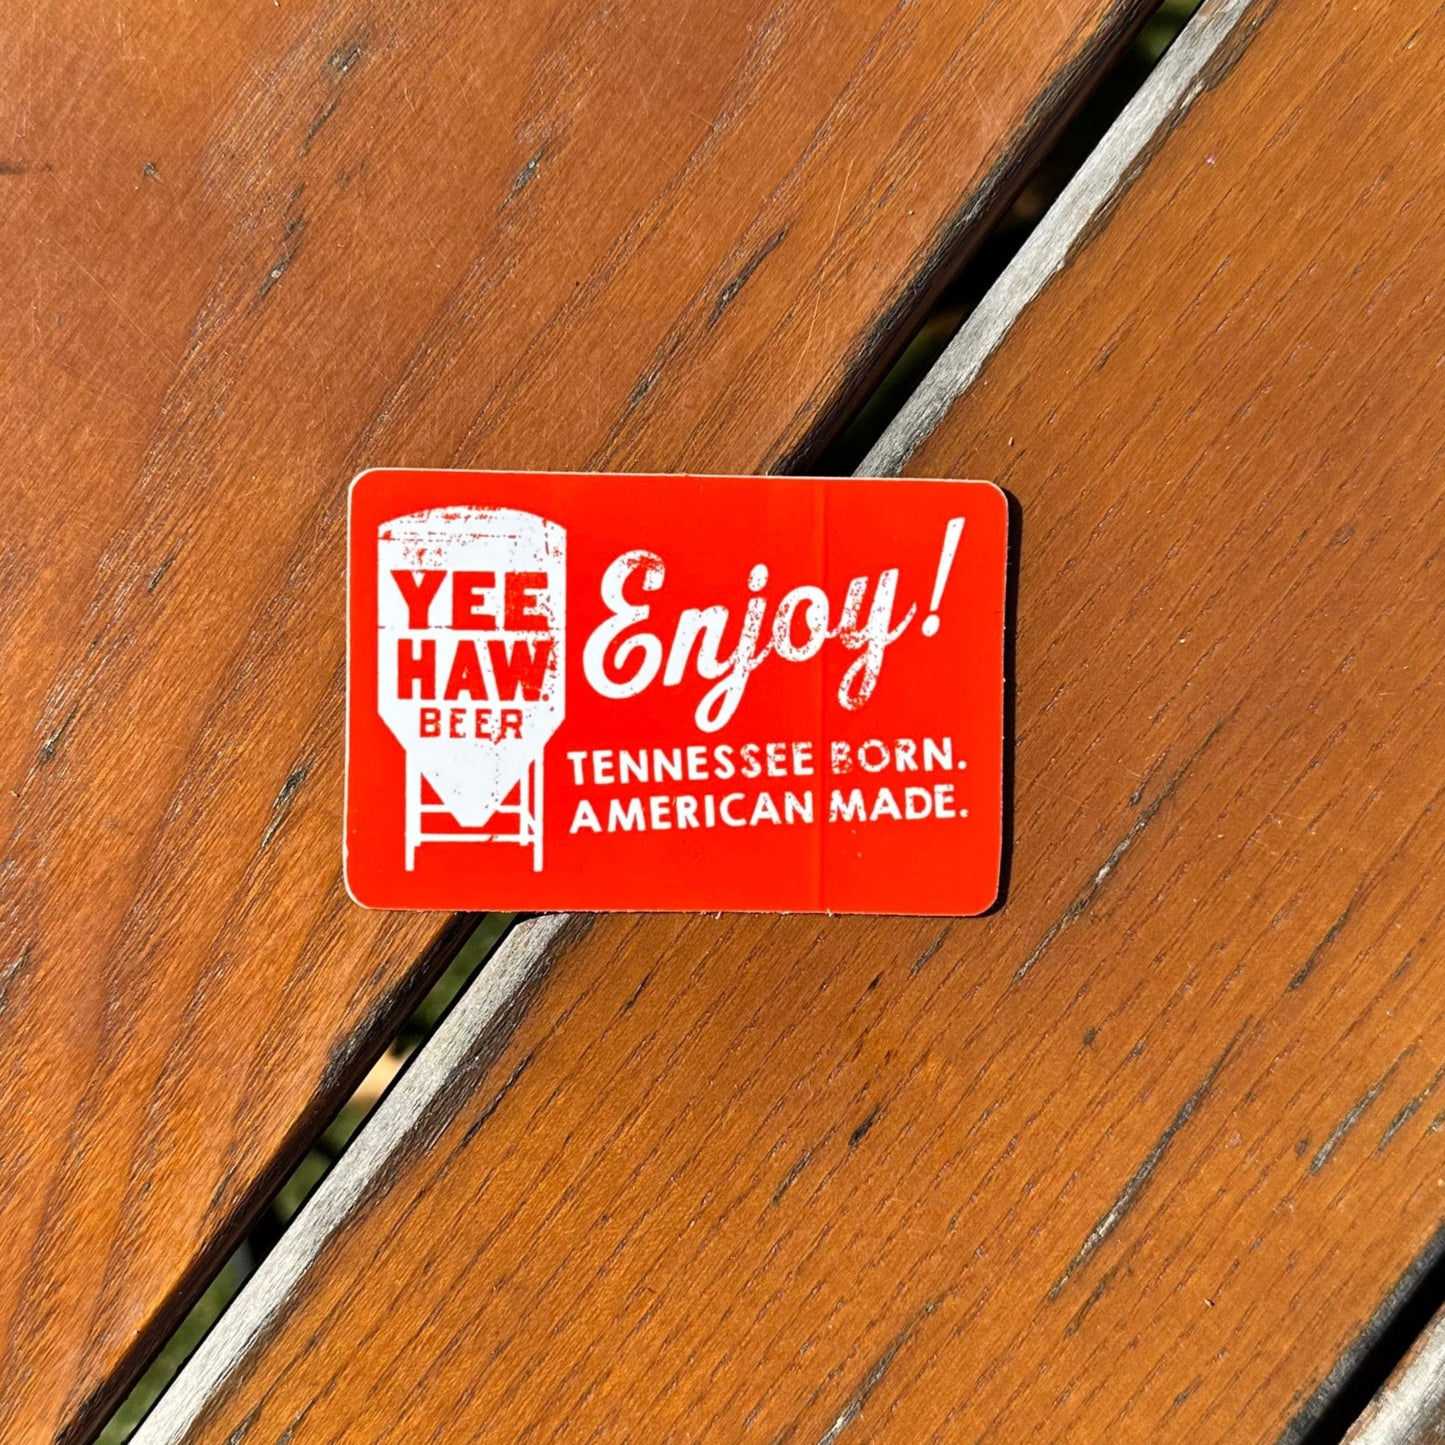 YEE
HAW.
BEER
Enjoy!
TENNESSEE BORN.
AMERICAN MADE.